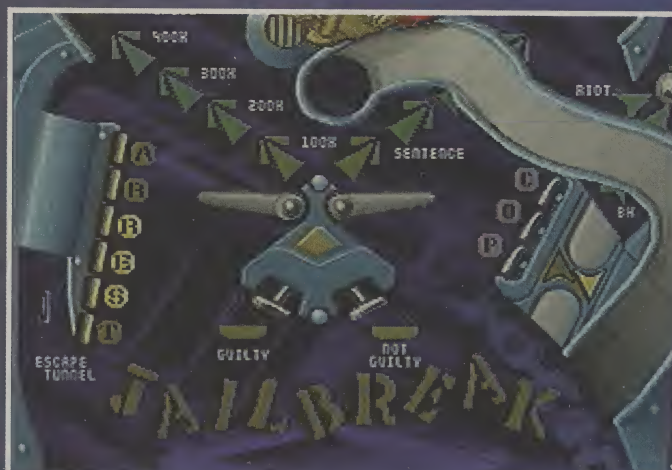 400K
300K
200K
100K
RIOT
SENTENCE
A
R
R
E
S
T
C
O
P
8K
ESCAPE
TUNNEL
GUILTY
NOT
GUILTY
JAILBREAK